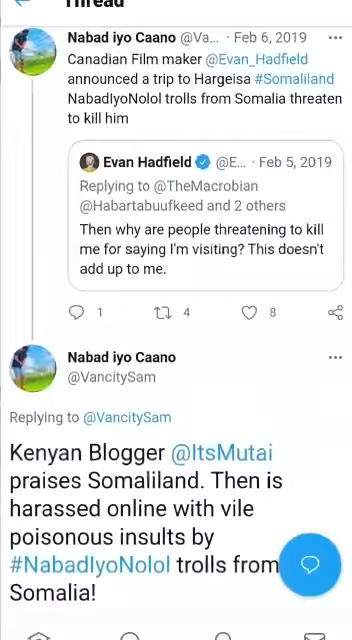 Thread
Nabad iyo Caano @Va... · Feb 6, 2019
Canadian Film maker @Evan_Hadfield
announced a trip to Hargeisa #Somaliland
NabadIyoNolol trolls from Somalia threaten
to kill him
Evan Hadfield @E... · Feb 5, 2019
Replying to @TheMacrobian
@Habartabuufkeed and 2 others
Then why are people threatening to kill
me for saying I'm visiting? This doesn't
add up to me.
1 4 8
Nabad iyo Caano
@VancitySam
Replying to @VancitySam
Kenyan Blogger @ItsMutai
praises Somaliland. Then is
harassed online with vile
poisonous insults by
#NabadIyoNolol trolls from
Somalia!